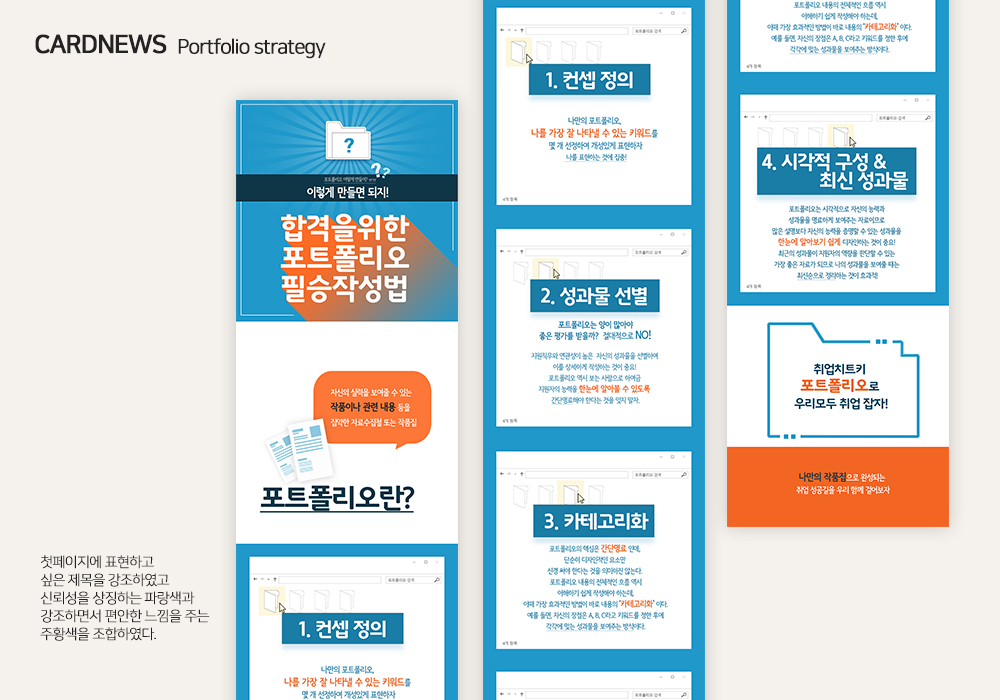 CARDNEWS Portfolio strategy
?
??
포트폴리오 어떻게 만들지?
이렇게 만들면 되지!
합격을위한
포트폴리오
필승작성법
자신의 실력을 보여줄 수 있는
작품이나 관련 내용 등을
집약한 자료수집철 또는 작품집
포트폴리오란?
포트폴리오 검색
1. 컨셉 정의
나만의 포트폴리오,
나를 가장 잘 나타낼 수 있는 키워드를
몇 개 선정하여 개성있게 표현하자
첫페이지에 표현하고
싶은 제목을 강조하였고
신뢰성을 상징하는 파랑색과
강조하면서 편안한 느낌을 주는
주황색을 조합하였다.
포트폴리오 검색
1. 컨셉 정의
나만의 포트폴리오,
나를 가장 잘 나타낼 수 있는 키워드를
몇 개 선정하여 개성있게 표현하자
나를 표현하는 것에 집중!
4개 항목
포트폴리오 검색
2. 성과물 선별
포트폴리오는 양이 많아야
좋은 평가를 받을까? 절대적으로 NO!
지원직무와 연관성이 높은 자신의 성과물을 선별하여
이를 상세하게 작성하는 것이 중요!
포트폴리오 역시 보는 사람으로 하여금
지원자의 능력을 한눈에 알아볼 수 있도록
간단명료해야 한다는 것을 잊지 말자.
4개 항목
포트폴리오 검색
3. 카테고리화
포트폴리오의 핵심은 간단명료 인데,
단순히 디자인적인 요소만
신경 써야 한다는 것을 의미하진 않는다.
포트폴리오 내용의 전체적인 흐름 역시
이해하기 쉽게 작성해야 하는데,
이때 가장 효과적인 방법이 바로 내용의 "카테고리화" 이다.
예를 들면, 자신의 장점은 A, B, C라고 키워드를 정한 후에
각각에 맞는 성과물을 보여주는 방식이다.
4개 항목
포트폴리오 검색
포트폴리오 내용의 전체적인 흐름 역시
이해하기 쉽게 작성해야 하는데,
이때 가장 효과적인 방법이 바로 내용의 "카테고리화" 이다.
예를 들면, 자신의 장점은 A, B, C라고 키워드를 정한 후에
각각에 맞는 성과물을 보여주는 방식이다.
4개 항목
포트폴리오 검색
4. 시각적 구성 &
최신 성과물
포트폴리오는 시각적으로 자신의 능력과
성과물을 명료하게 보여주는 자료이므로
많은 설명보다 자신의 능력을 증명할 수 있는 성과물을
한눈에 알아보기 쉽게 디자인하는 것이 중요!
최근의 성과물이 지원자의 역량을 판단할 수 있는
가장 좋은 자료가 되므로 나의 성과물을 보여줄 때는
최신순으로 정리하는 것이 효과적!
4개 항목
취업치트키
포트폴리오로
우리모두 취업 잡자!
나만의 작품집으로 완성되는
취업 성공길을 우리 함께 걸어보자